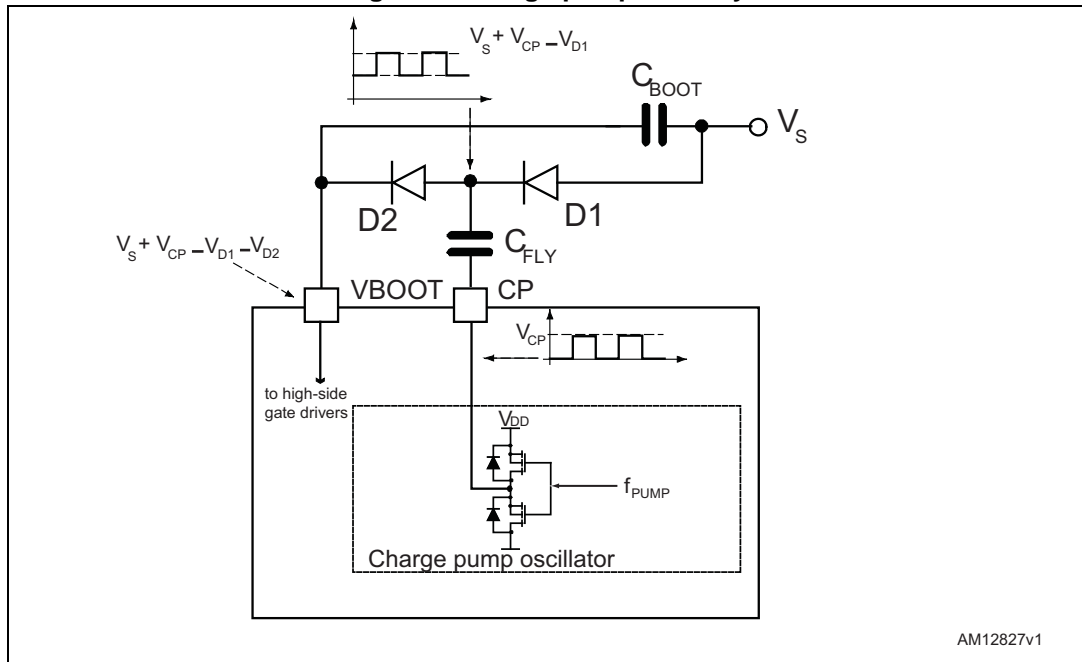 V_S + V_CP – V_D1
C_BOOT
V_S
D2
D1
C_FLY
V_S + V_CP – V_D1 – V_D2
VBOOT
CP
V_CP
to high-side
gate drivers
V_DD
f_PUMP
Charge pump oscillator
AM12827v1